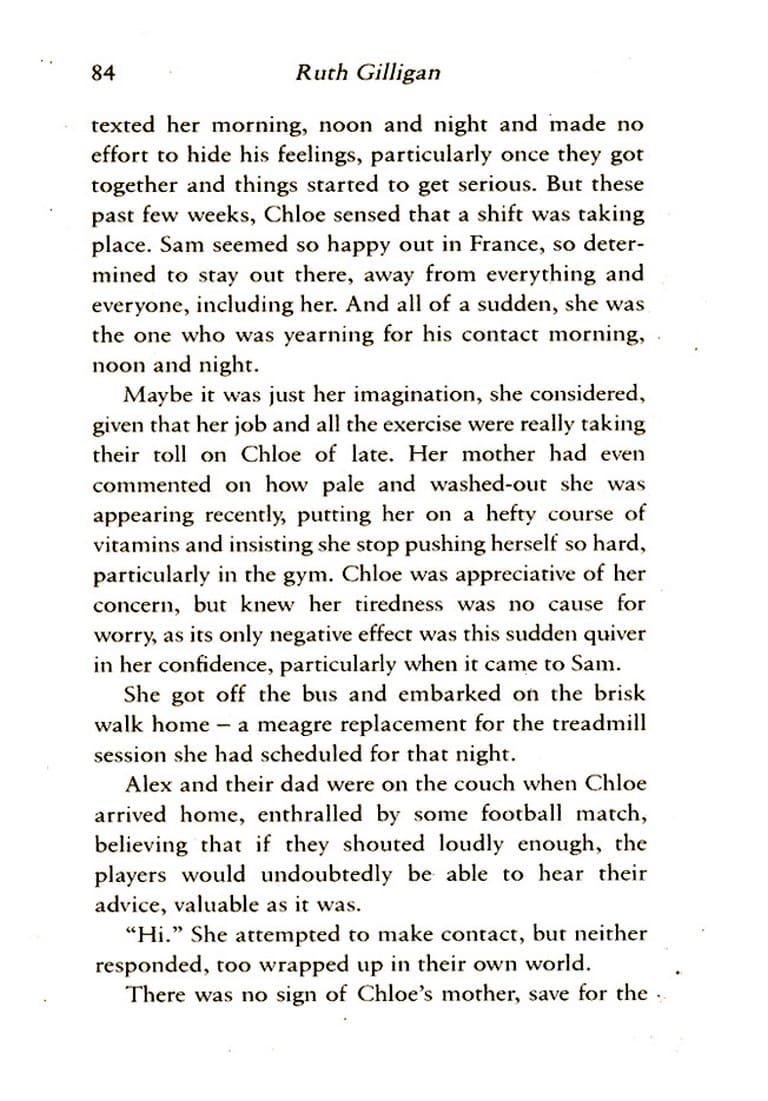 84 Ruth Gilligan
texted her morning, noon and night and made no
effort to hide his feelings, particularly once they got
together and things started to get serious. But these
past few weeks, Chloe sensed that a shift was taking
place. Sam seemed so happy out in France, so deter-
mined to stay out there, away from everything and
everyone, including her. And all of a sudden, she was
the one who was yearning for his contact morning,
noon and night.
Maybe it was just her imagination, she considered,
given that her job and all the exercise were really taking
their toll on Chloe of late. Her mother had even
commented on how pale and washed-out she was
appearing recently, putting her on a hefty course of
vitamins and insisting she stop pushing herself so hard,
particularly in the gym. Chloe was appreciative of her
concern, but knew her tiredness was no cause for
worry, as its only negative effect was this sudden quiver
in her confidence, particularly when it came to Sam.
She got off the bus and embarked on the brisk
walk home – a meagre replacement for the treadmill
session she had scheduled for that night.
Alex and their dad were on the couch when Chloe
arrived home, enthralled by some football match,
believing that if they shouted loudly enough, the
players would undoubtedly be able to hear their
advice, valuable as it was.
“Hi.” She attempted to make contact, but neither
responded, too wrapped up in their own world.
There was no sign of Chloe’s mother, save for the